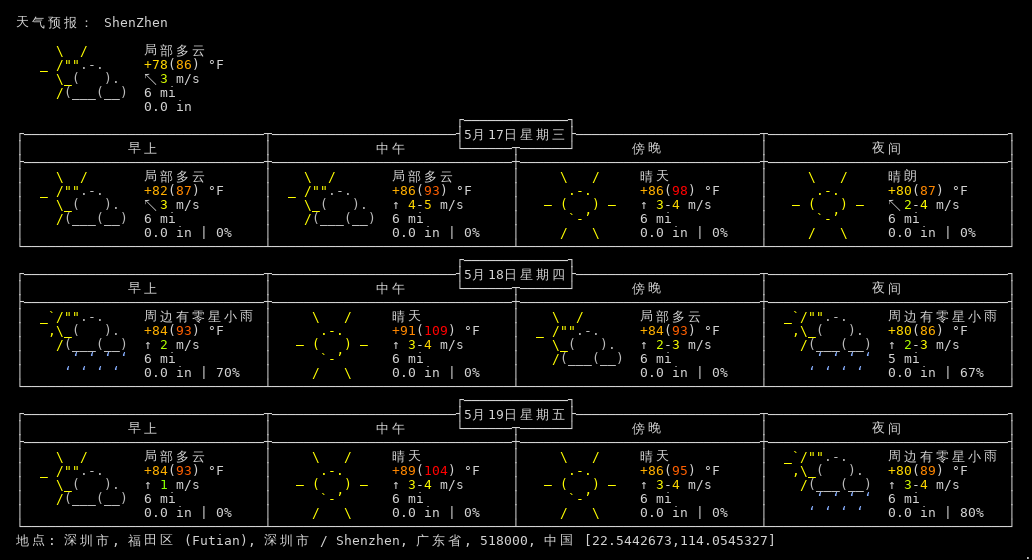 天气预报： ShenZhen
局部多云
+78(86) °F
↖ 3 m/s
6 mi
0.0 in
5月17日星期三
早上 中午 傍晚 夜间
局部多云 局部多云 晴天 晴朗
+82(87) °F +86(93) °F +86(98) °F +80(87) °F
↖ 3 m/s ↑ 4-5 m/s ↑ 3-4 m/s ↖ 2-4 m/s
6 mi 6 mi 6 mi 6 mi
0.0 in | 0% 0.0 in | 0% 0.0 in | 0% 0.0 in | 0%
5月18日星期四
早上 中午 傍晚 夜间
周边有零星小雨 晴天 局部多云 周边有零星小雨
+84(93) °F +91(109) °F +84(93) °F +80(86) °F
↑ 2 m/s ↑ 3-4 m/s ↑ 2-3 m/s ↑ 2-3 m/s
6 mi 6 mi 6 mi 5 mi
0.0 in | 70% 0.0 in | 0% 0.0 in | 0% 0.0 in | 67%
5月19日星期五
早上 中午 傍晚 夜间
局部多云 晴天 晴天 周边有零星小雨
+84(93) °F +89(104) °F +86(95) °F +80(89) °F
↑ 1 m/s ↑ 3-4 m/s ↑ 3-4 m/s ↑ 3-4 m/s
6 mi 6 mi 6 mi 6 mi
0.0 in | 0% 0.0 in | 0% 0.0 in | 0% 0.0 in | 80%
地点: 深圳市, 福田区 (Futian), 深圳市 / Shenzhen, 广东省, 518000, 中国 [22.5442673,114.0545327]